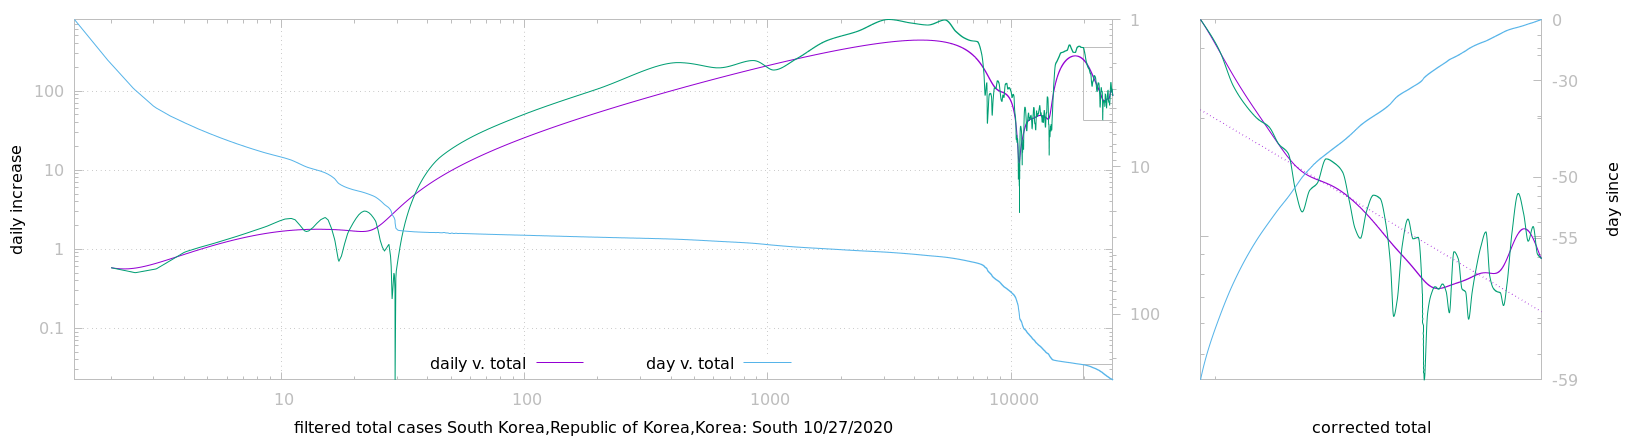 daily increase
100
10
1
0.1
10
100
1000
10000
1
10
100
daily v. total
day v. total
filtered total cases South Korea,Republic of Korea,Korea: South 10/27/2020
0
-30
-50
-55
-59
day since
corrected total